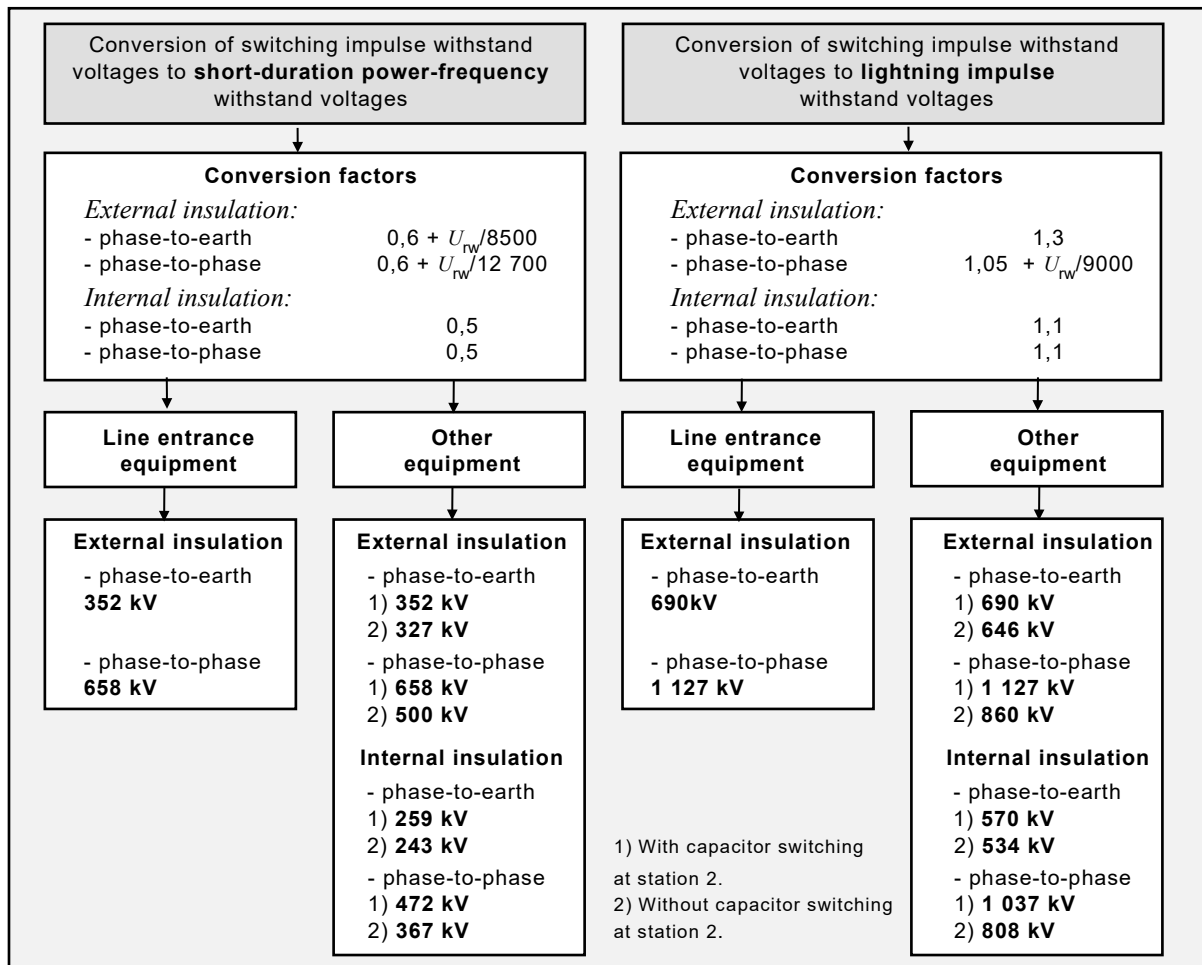 Conversion of switching impulse withstand
voltages to short-duration power-frequency
withstand voltages
Conversion factors
External insulation:
- phase-to-earth 0,6 + Urw/8500
- phase-to-phase 0,6 + Urw/12 700
Internal insulation:
- phase-to-earth 0,5
- phase-to-phase 0,5
Line entrance
equipment
External insulation
- phase-to-earth
352 kV
- phase-to-phase
658 kV
Other
equipment
External insulation
- phase-to-earth
1) 352 kV
2) 327 kV
- phase-to-phase
1) 658 kV
2) 500 kV
Internal insulation
- phase-to-earth
1) 259 kV
2) 243 kV
- phase-to-phase
1) 472 kV
2) 367 kV
Conversion of switching impulse withstand
voltages to lightning impulse
withstand voltages
Conversion factors
External insulation:
- phase-to-earth 1,3
- phase-to-phase 1,05 + Urw/9000
Internal insulation:
- phase-to-earth 1,1
- phase-to-phase 1,1
Line entrance
equipment
External insulation
- phase-to-earth
690kV
- phase-to-phase
1 127 kV
Other
equipment
External insulation
- phase-to-earth
1) 690 kV
2) 646 kV
- phase-to-phase
1) 1 127 kV
2) 860 kV
Internal insulation
- phase-to-earth
1) 570 kV
2) 534 kV
- phase-to-phase
1) 1 037 kV
2) 808 kV
1) With capacitor switching
at station 2.
2) Without capacitor switching
at station 2.